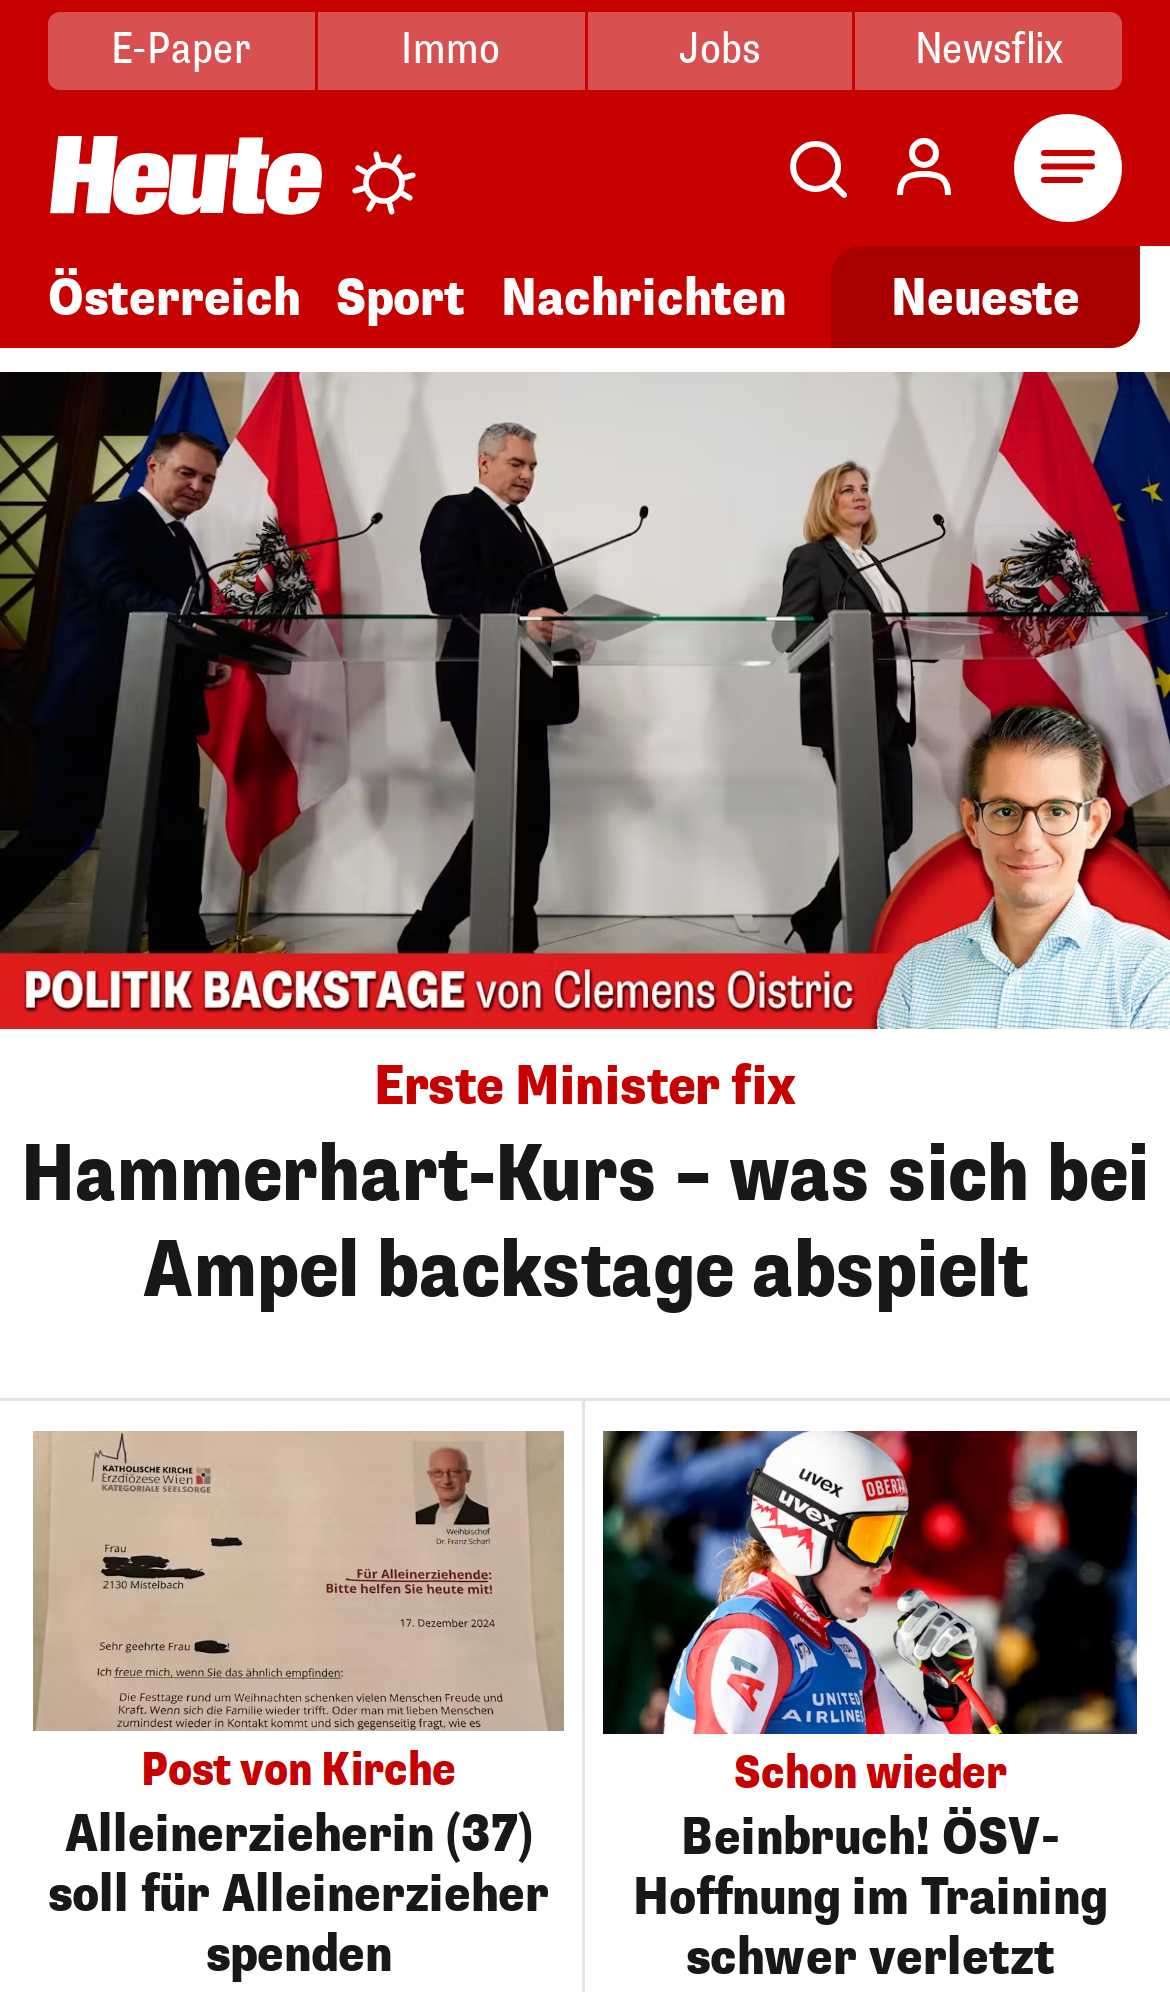 E-Paper
Immo
Jobs
Newsflix
Heute
Österreich
Sport
Nachrichten
Neueste
POLITIK BACKSTAGE von Clemens Oistric
Erste Minister fix
Hammerhart-Kurs – was sich bei
Ampel backstage abspielt
KATHOLISCHE KIRCHE
Erzdiözese Wien
KATEGORIALE SEELSORGE
Weihbischof
Dr. Franz Scharl
Frau
2130 Mistelbach
Für Alleinerziehende:
Bitte helfen Sie heute mit!
17. Dezember 2024
Sehr geehrte Frau
Ich freue mich, wenn Sie das ähnlich empfinden:
Die Festtage rund um Weihnachten schenken vielen Menschen Freude und
Kraft. Wenn sich die Familie wieder trifft. Oder man mit lieben Menschen
zumindest wieder in Kontakt kommt und sich gegenseitig fragt, wie es
Post von Kirche
Alleinerzieherin (37)
soll für Alleinerzieher
spenden
uvex
uvex
A1
UNITED
AIRLINES
Schon wieder
Beinbruch! ÖSV-
Hoffnung im Training
schwer verletzt